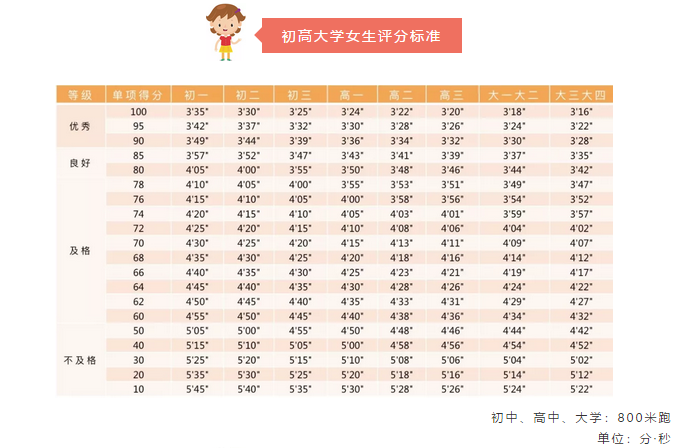 初高大学女生评分标准
等级 单项得分 初一 初二 初三 高一 高二 高三 大一大二 大三大四
优秀 100 3'35" 3'30" 3'25" 3'24" 3'22" 3'20" 3'18" 3'16"
95 3'42" 3'37" 3'32" 3'30" 3'28" 3'26" 3'24" 3'22"
90 3'49" 3'44" 3'39" 3'36" 3'34" 3'32" 3'30" 3'28"
良好 85 3'57" 3'52" 3'47" 3'43" 3'41" 3'39" 3'37" 3'35"
80 4'05" 4'00" 3'55" 3'50" 3'48" 3'46" 3'44" 3'42"
及格 78 4'10" 4'05" 4'00" 3'55" 3'53" 3'51" 3'49" 3'47"
76 4'15" 4'10" 4'05" 4'00" 3'58" 3'56" 3'54" 3'52"
74 4'20" 4'15" 4'10" 4'05" 4'03" 4'01" 3'59" 3'57"
72 4'25" 4'20" 4'15" 4'10" 4'08" 4'06" 4'04" 4'02"
70 4'30" 4'25" 4'20" 4'15" 4'13" 4'11" 4'09" 4'07"
68 4'35" 4'30" 4'25" 4'20" 4'18" 4'16" 4'14" 4'12"
66 4'40" 4'35" 4'30" 4'25" 4'23" 4'21" 4'19" 4'17"
64 4'45" 4'40" 4'35" 4'30" 4'28" 4'26" 4'24" 4'22"
62 4'50" 4'45" 4'40" 4'35" 4'33" 4'31" 4'29" 4'27"
60 4'55" 4'50" 4'45" 4'40" 4'38" 4'36" 4'34" 4'32"
不及格 50 5'05" 5'00" 4'55" 4'50" 4'48" 4'46" 4'44" 4'42"
40 5'15" 5'10" 5'05" 5'00" 4'58" 4'56" 4'54" 4'52"
30 5'25" 5'20" 5'15" 5'10" 5'08" 5'06" 5'04" 5'02"
20 5'35" 5'30" 5'25" 5'20" 5'18" 5'16" 5'14" 5'12"
10 5'45" 5'40" 5'35" 5'30" 5'28" 5'26" 5'24" 5'22"
初中、高中、大学：800米跑
单位：分·秒